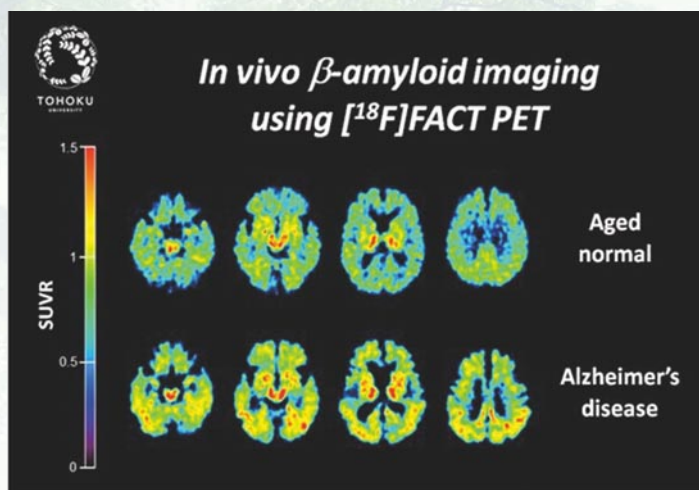 TOHOKU
UNIVERSITY
In vivo β-amyloid imaging
using [¹⁸F]FACT PET
1.5
1
0.5
0
SUVR
Aged
normal
Alzheimer's
disease